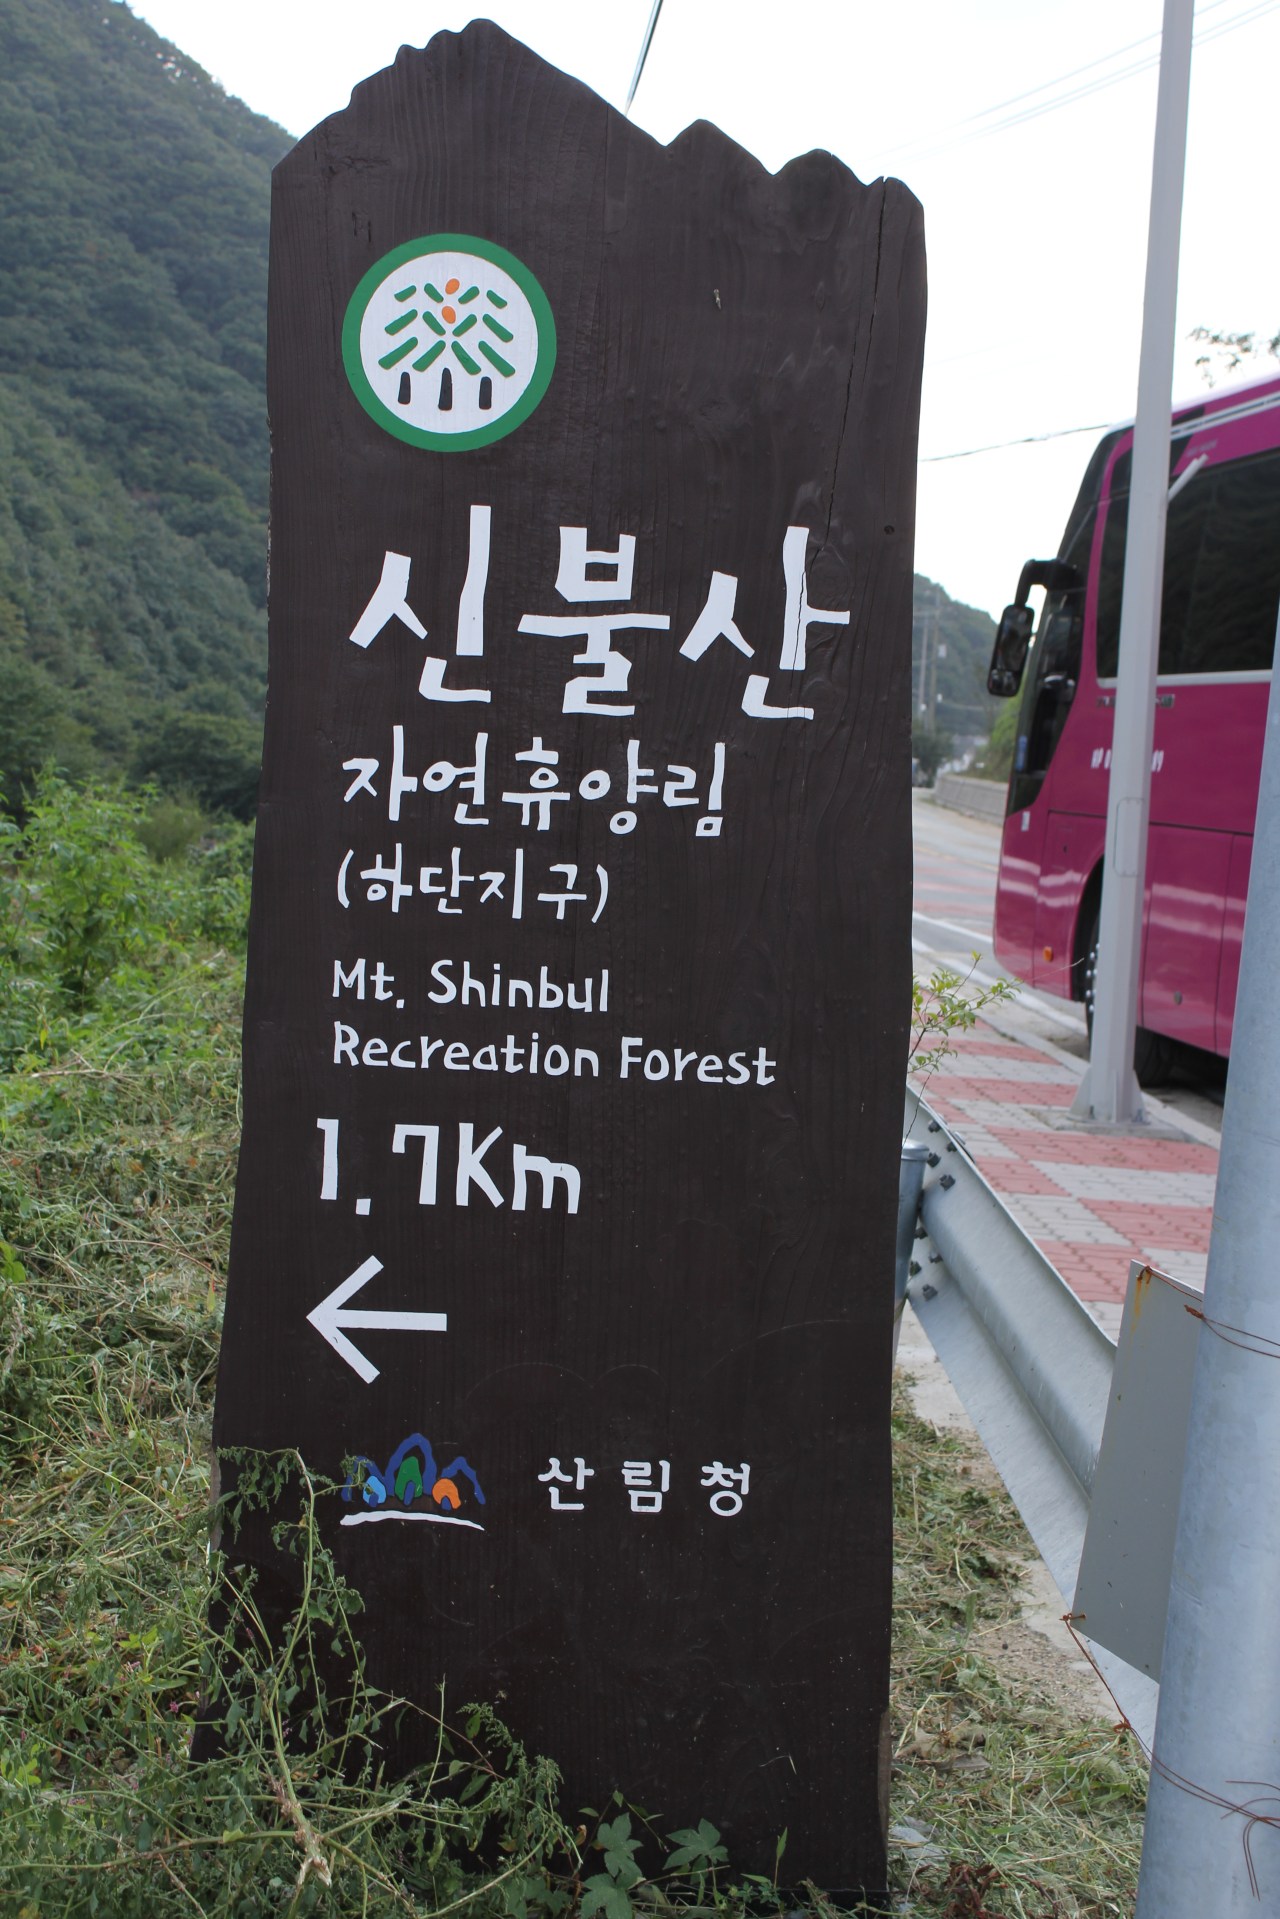 신불산
자연휴양림
(하단지구)
Mt. Shinbul
Recreation Forest
1.7Km
산림청